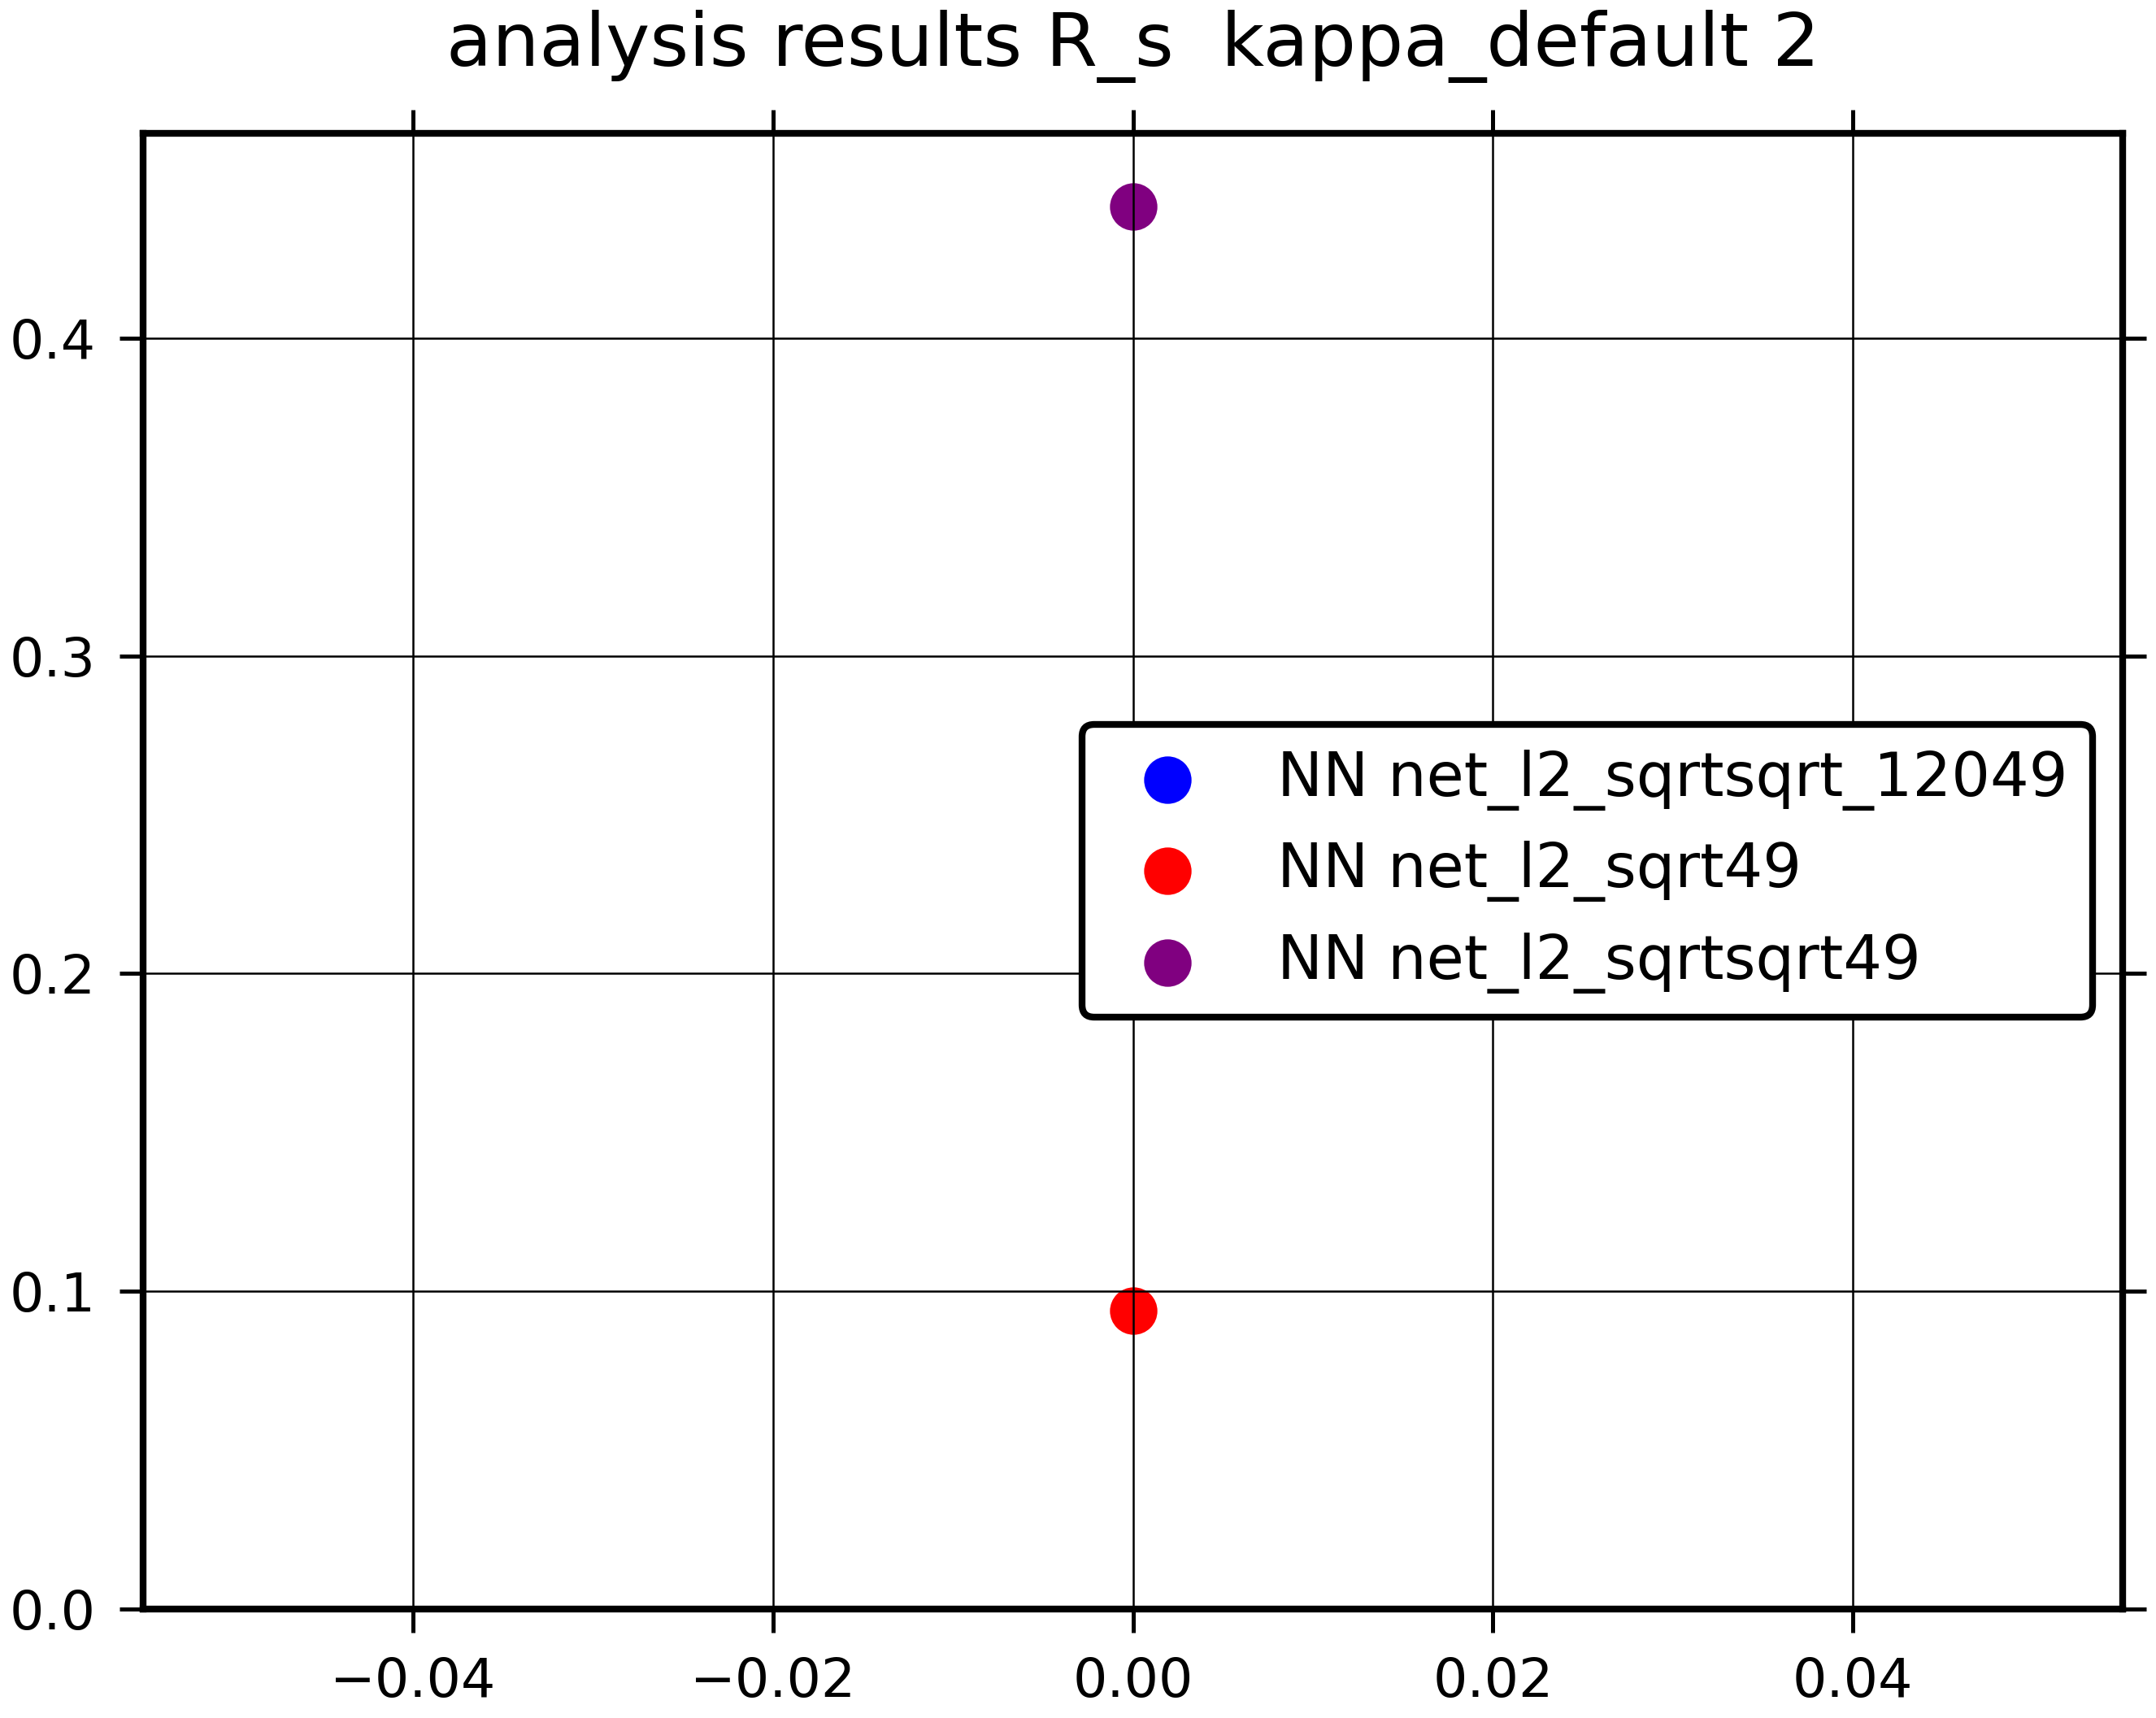 analysis results R_s  kappa_default 2
0.4
0.3
0.2
0.1
0.0
NN net_l2_sqrtsqrt_12049
NN net_l2_sqrt49
NN net_l2_sqrtsqrt49
−0.04 −0.02 0.00 0.02 0.04